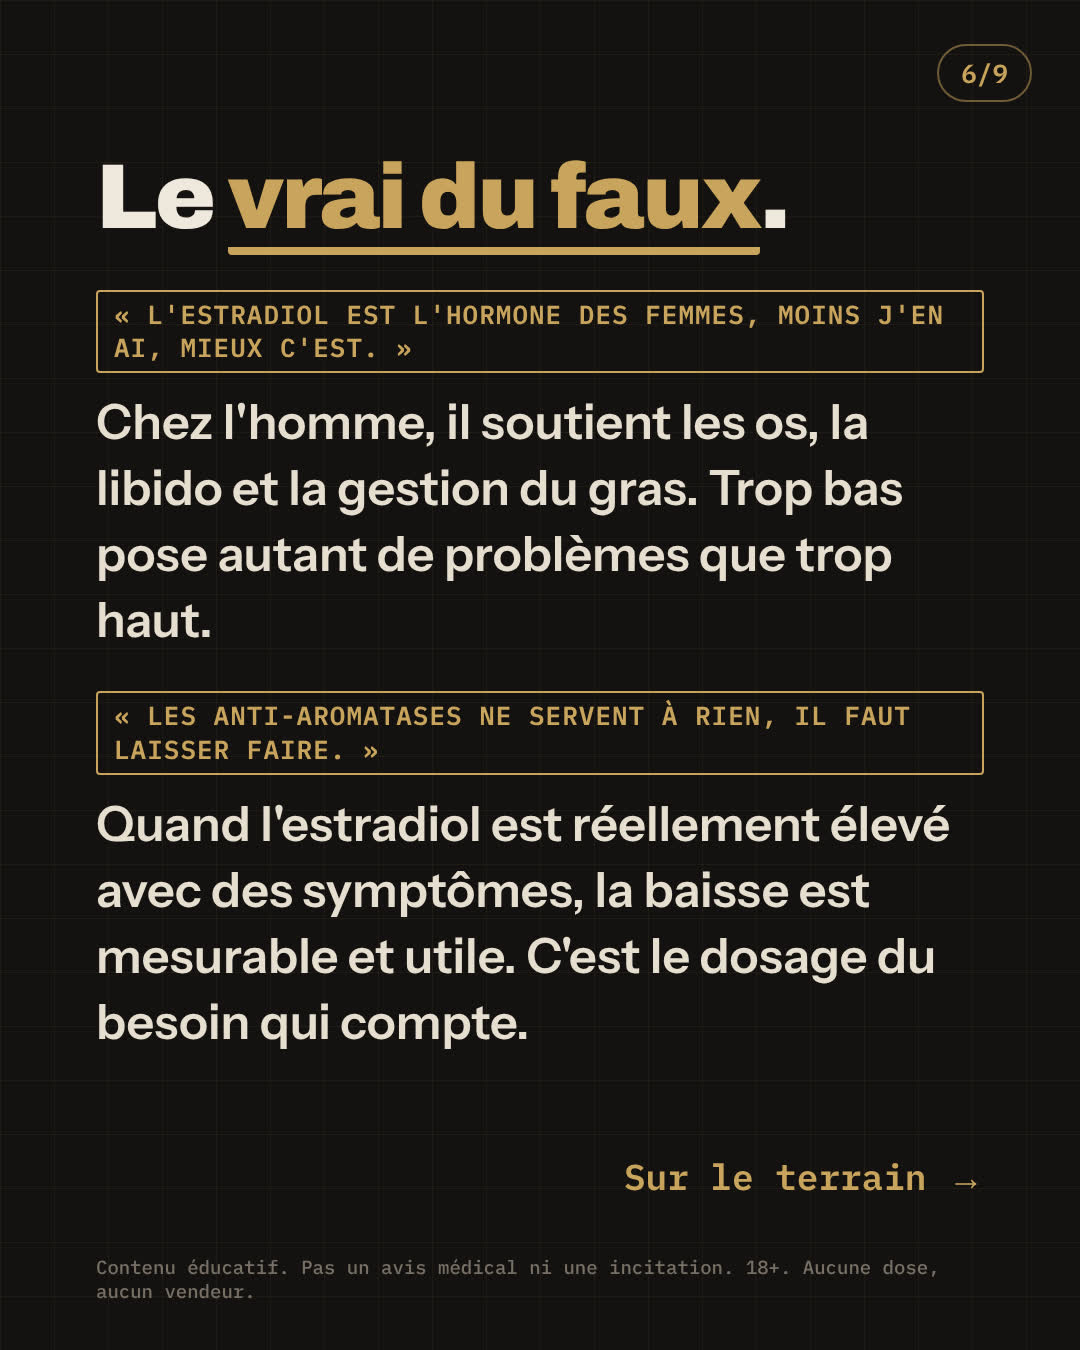 6/9
Le vrai du faux.
« L'ESTRADIOL EST L'HORMONE DES FEMMES, MOINS J'EN
AI, MIEUX C'EST. »
Chez l'homme, il soutient les os, la
libido et la gestion du gras. Trop bas
pose autant de problèmes que trop
haut.
« LES ANTI-AROMATASES NE SERVENT À RIEN, IL FAUT
LAISSER FAIRE. »
Quand l'estradiol est réellement élevé
avec des symptômes, la baisse est
mesurable et utile. C'est le dosage du
besoin qui compte.
Sur le terrain →
Contenu éducatif. Pas un avis médical ni une incitation. 18+. Aucune dose,
aucun vendeur.